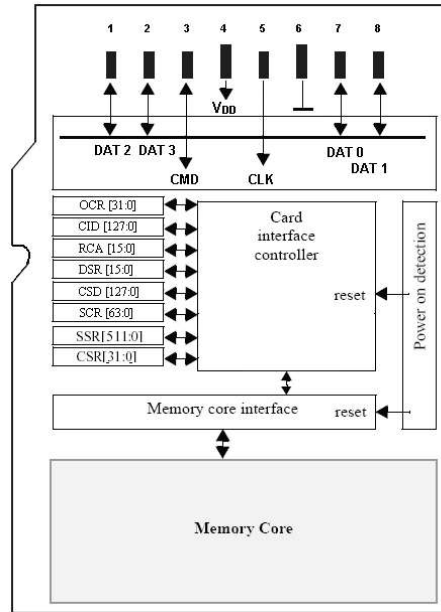 1 2 3 4 5 6 7 8
VDD
DAT 2 DAT 3 DAT 0
DAT 1
CMD CLK
OCR [31:0]
CID [127:0]
RCA [15:0]
DSR [15:0]
CSD [127:0]
SCR [63:0]
SSR[511:0]
CSR[31:0]
Card
interface
controller
reset
Power on detection
Memory core interface reset
Memory Core